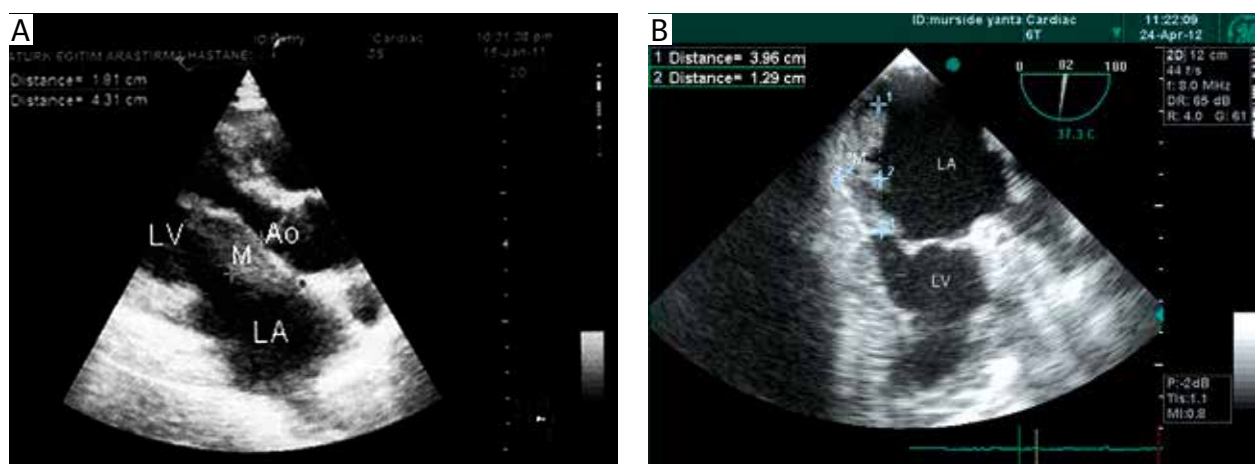 A
ATURK EGITIM ARASTIRMA HASTANE
Cardiac
Distance= 1.91 cm
Distance= 4.31 cm
2D
LV
Ao
M
LA
B
ID:murside yanta Cardiac
6T
11:22:09
24-Apr-12
1 Distance= 3.96 cm
2 Distance= 1.29 cm
0 82 180
37.3 C
2D 12 cm
44 f/s
f: 8.0 MHz
DR: 65 dB
R: 4.0 G: 61
1
M
2
LA
LV
P:-2dB
TIs:1.1
MI:0.8